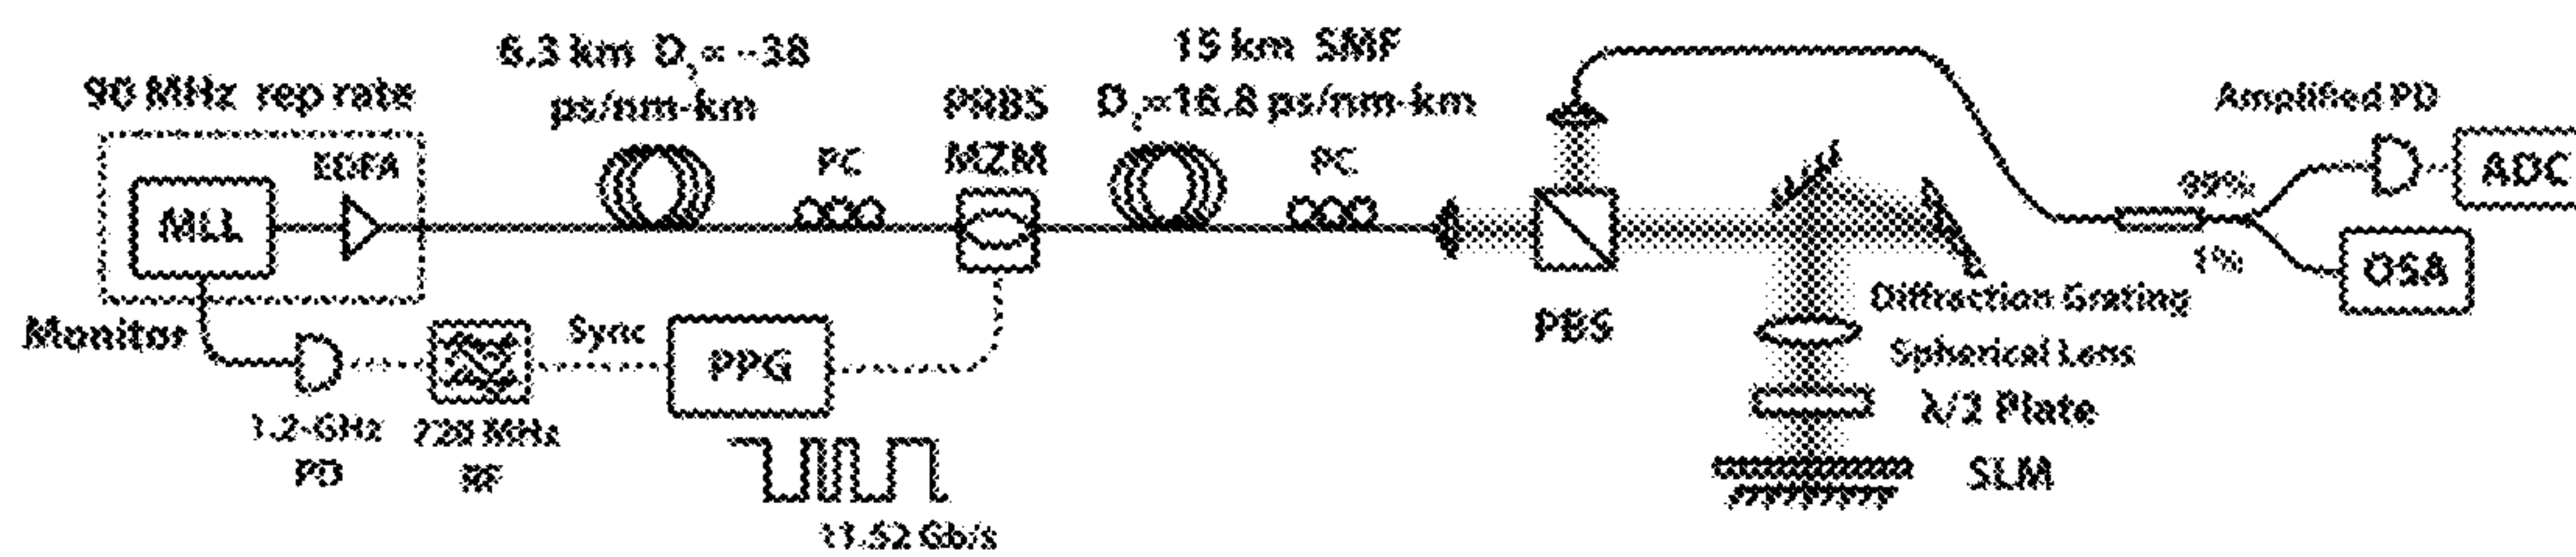 90 MHz rep rate
EDFA
MLL
Monitor
1.2-GHz
PD
720 MHz
RF
Sync
PPG
11.52 Gb/s
6.3 km D = -38
ps/nm-km
PC
PRBS
MZM
15 km SMF
D =16.8 ps/nm-km
PC
PBS
Diffraction Grating
Spherical Lens
λ/2 Plate
SLM
99%
1%
Amplified PD
ADC
OSA